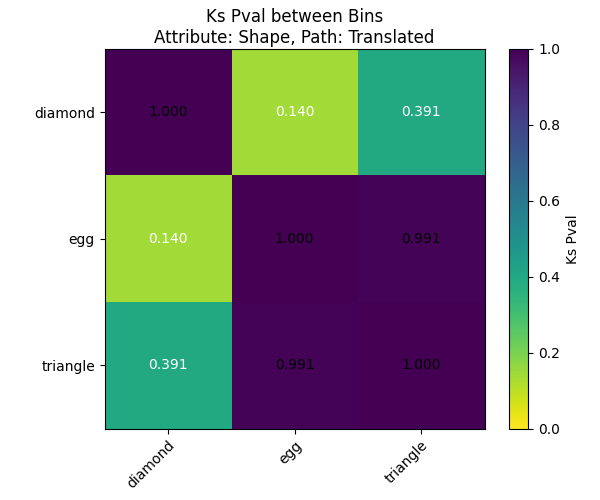 Ks Pval between Bins
Attribute: Shape, Path: Translated
diamond
1.000
0.140
0.391
egg
0.140
1.000
0.991
triangle
0.391
0.991
1.000
diamond
egg
triangle
1.0
0.8
0.6
0.4
0.2
0.0
Ks Pval